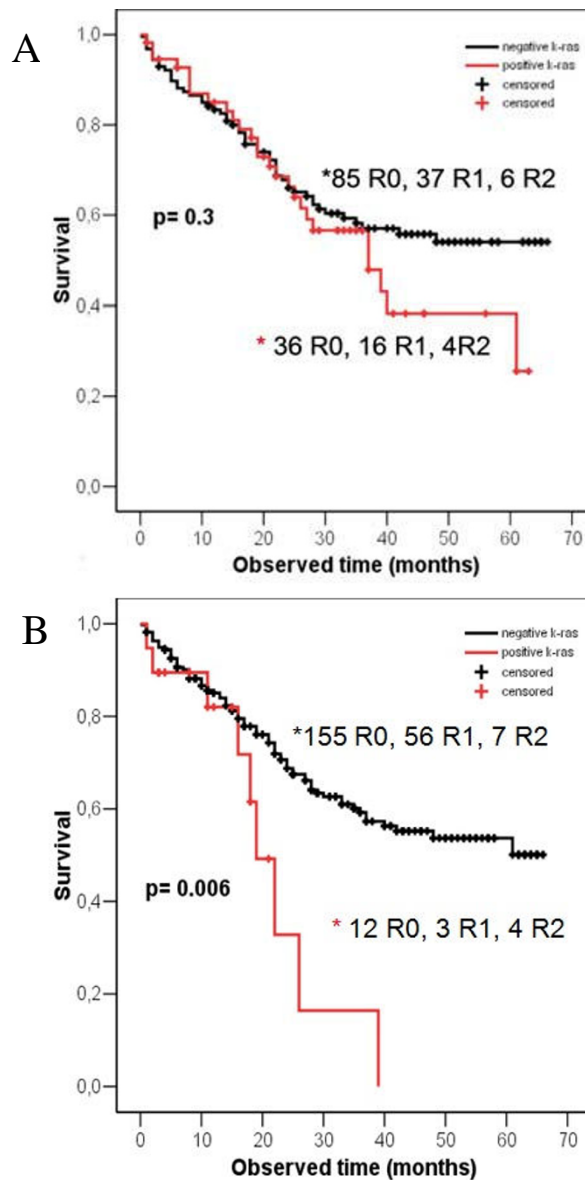 A
1,0
0,8
0,6
0,4
0,2
0,0
Survival
negative k-ras
positive k-ras
censored
censored
*85 R0, 37 R1, 6 R2
p= 0.3
* 36 R0, 16 R1, 4R2
0 10 20 30 40 50 60 70
Observed time (months)
B
1,0
0,8
0,6
0,4
0,2
0,0
Survival
negative k-ras
positive k-ras
censored
censored
*155 R0, 56 R1, 7 R2
p= 0.006
* 12 R0, 3 R1, 4 R2
0 10 20 30 40 50 60 70
Observed time (months)